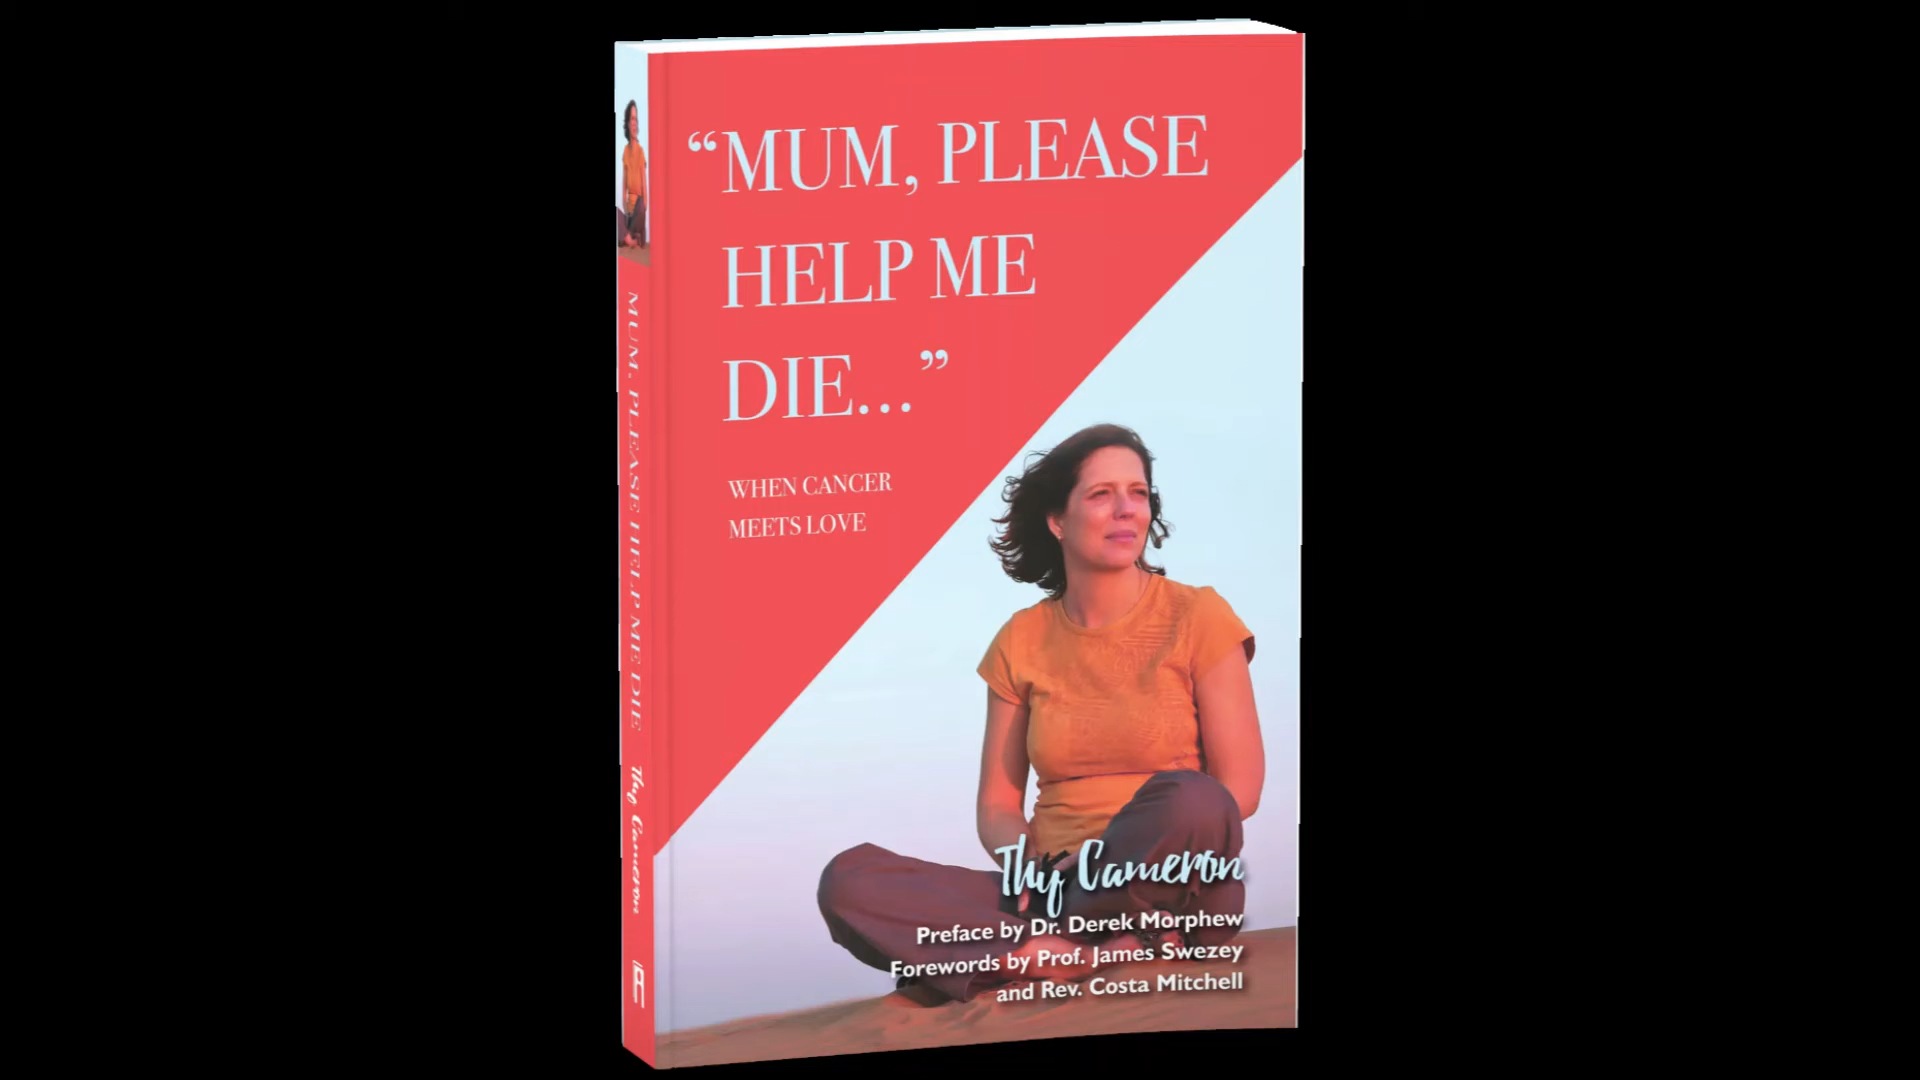 “MUM, PLEASE
HELP ME
DIE...”
WHEN CANCER
MEETS LOVE
Thy Cameron
Preface by Dr. Derek Morphew
Forewords by Prof. James Swezey
and Rev. Costa Mitchell
MUM, PLEASE HELP ME DIE Thy Cameron